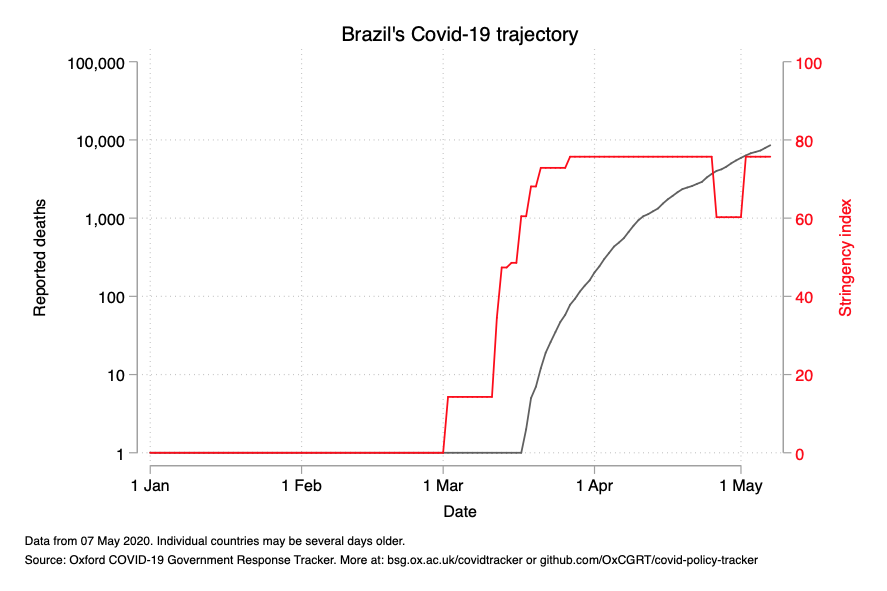 Brazil's Covid-19 trajectory
100,000
10,000
1,000
100
10
1
Reported deaths
100
80
60
40
20
0
Stringency index
1 Jan
1 Feb
1 Mar
1 Apr
1 May
Date
Data from 07 May 2020. Individual countries may be several days older.
Source: Oxford COVID-19 Government Response Tracker. More at: bsg.ox.ac.uk/covidtracker or github.com/OxCGRT/covid-policy-tracker